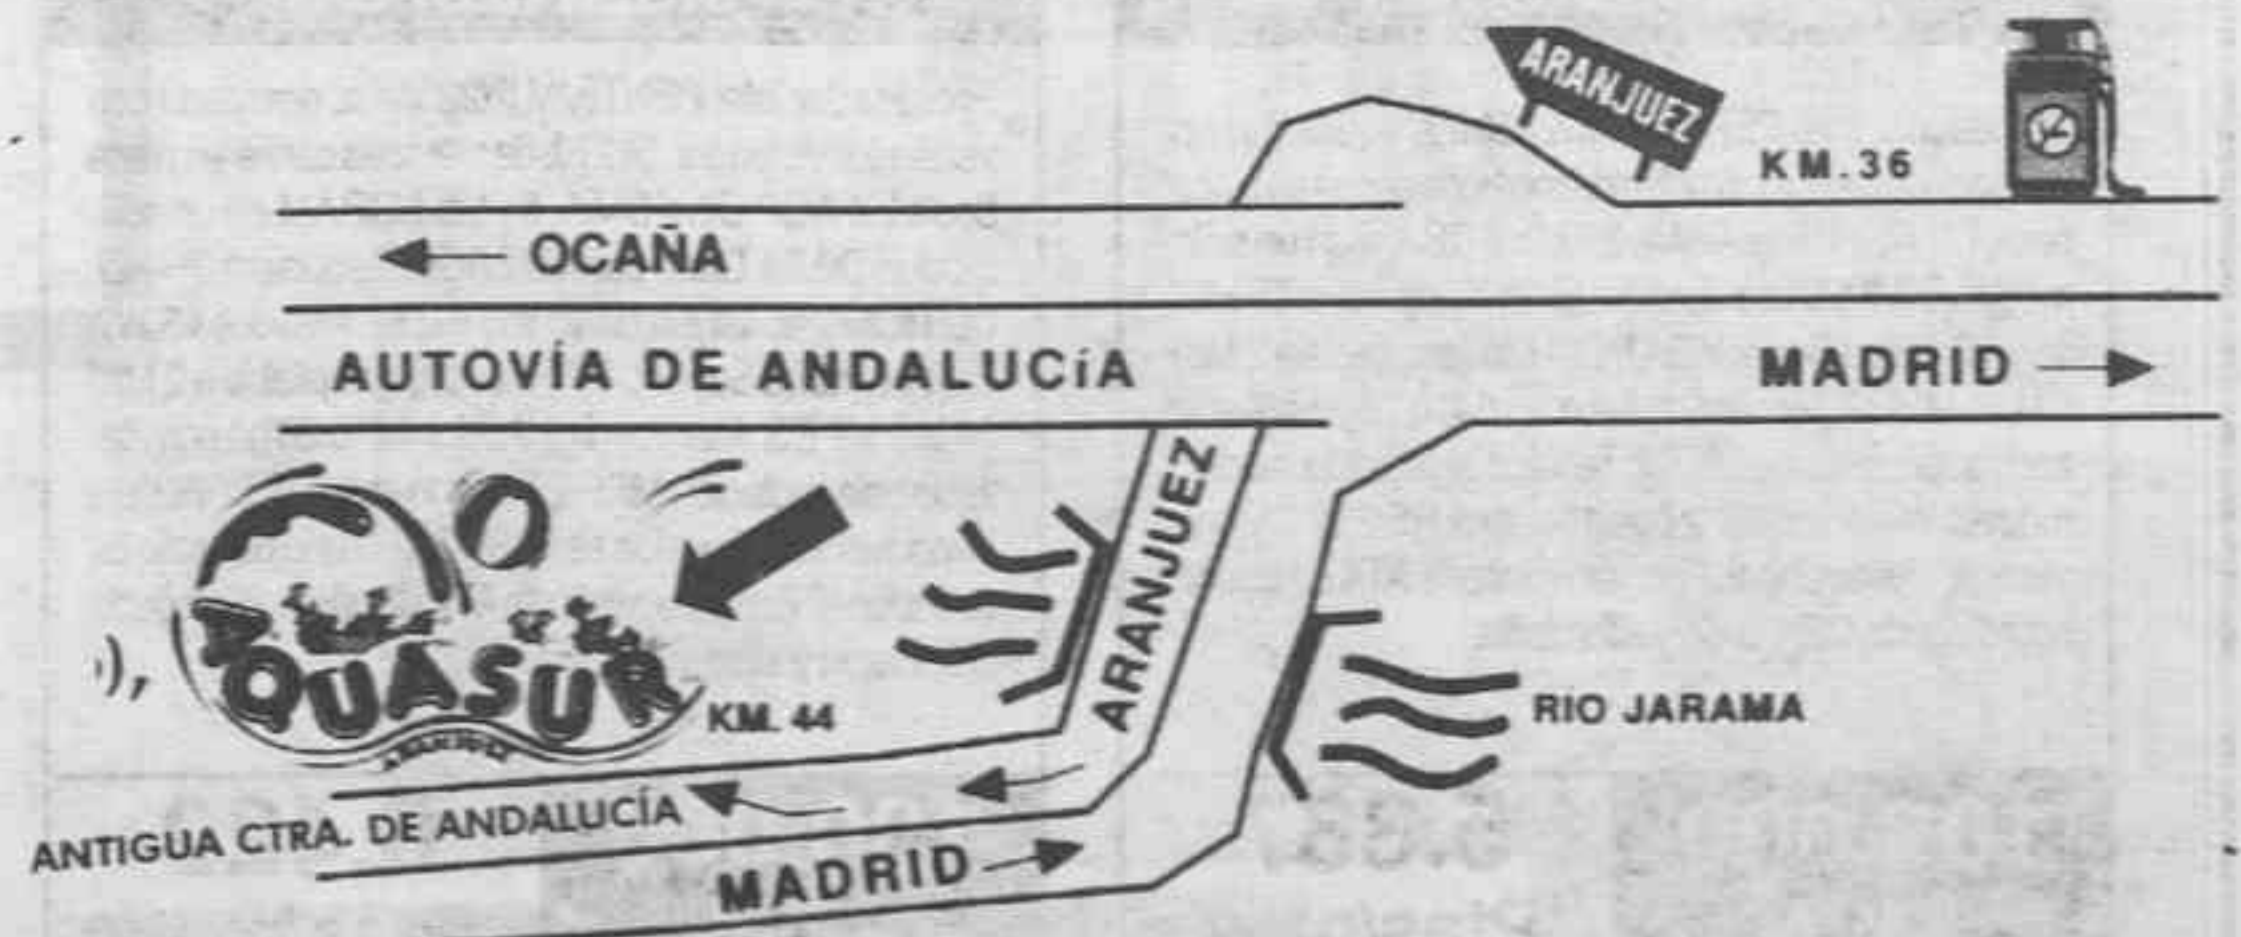 ARANJUEZ
KM.36
← OCAÑA
AUTOVÍA DE ANDALUCíA
MADRID →
ARANJUEZ
),
QUASUR
KM. 44
RIO JARAMA
ANTIGUA CTRA. DE ANDALUCÍA
MADRID →